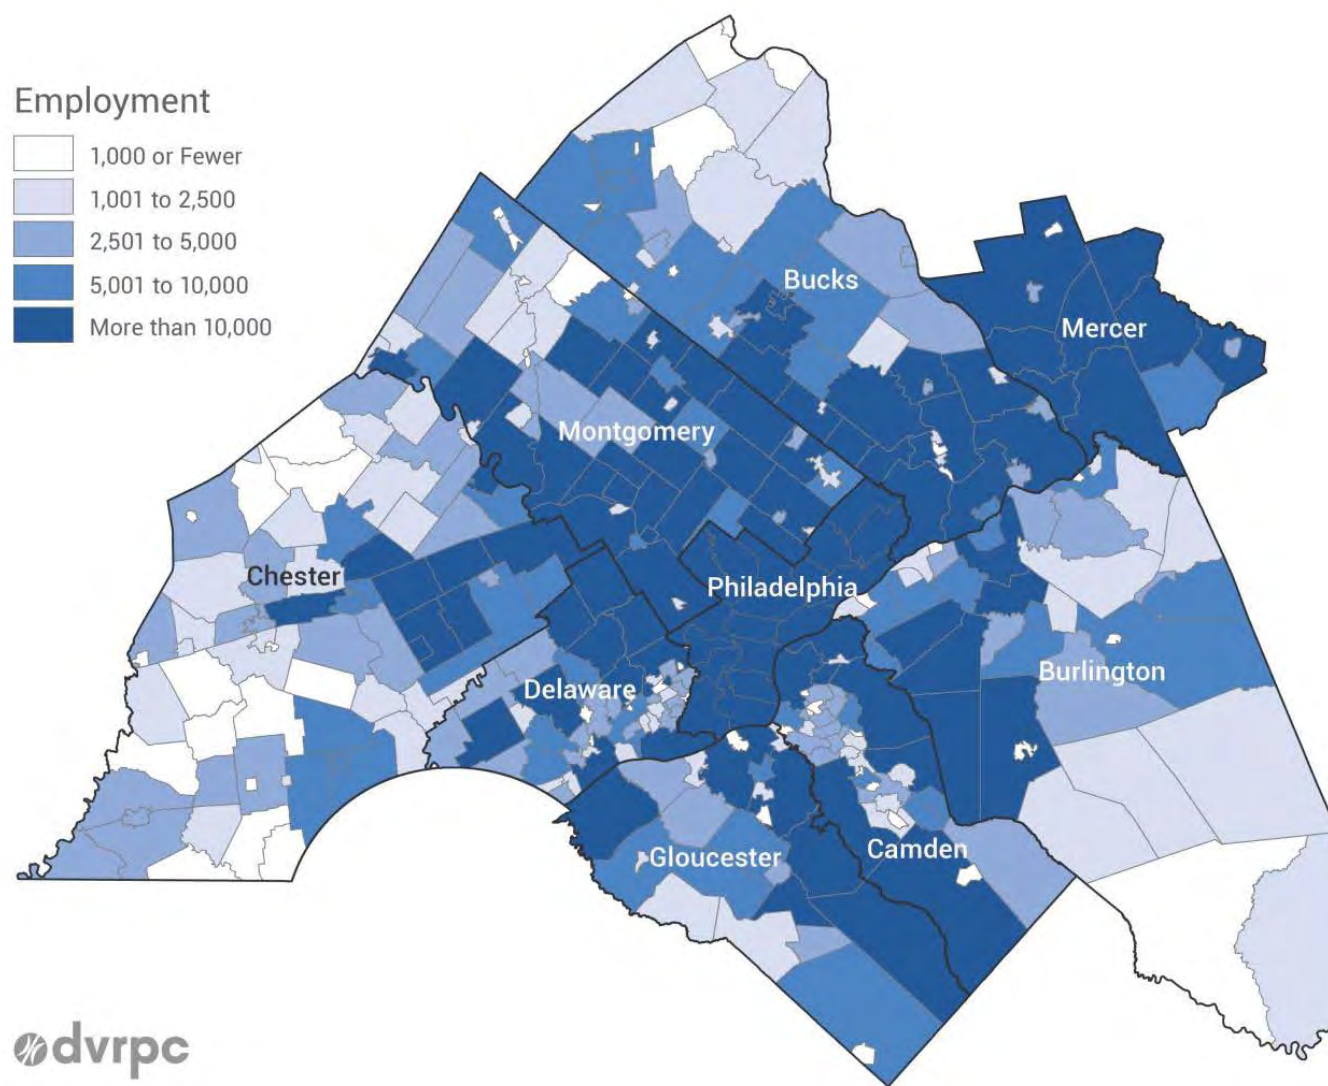 Employment
1,000 or Fewer
1,001 to 2,500
2,501 to 5,000
5,001 to 10,000
More than 10,000
Bucks
Mercer
Montgomery
Chester
Philadelphia
Delaware
Burlington
Gloucester
Camden
dvrpc